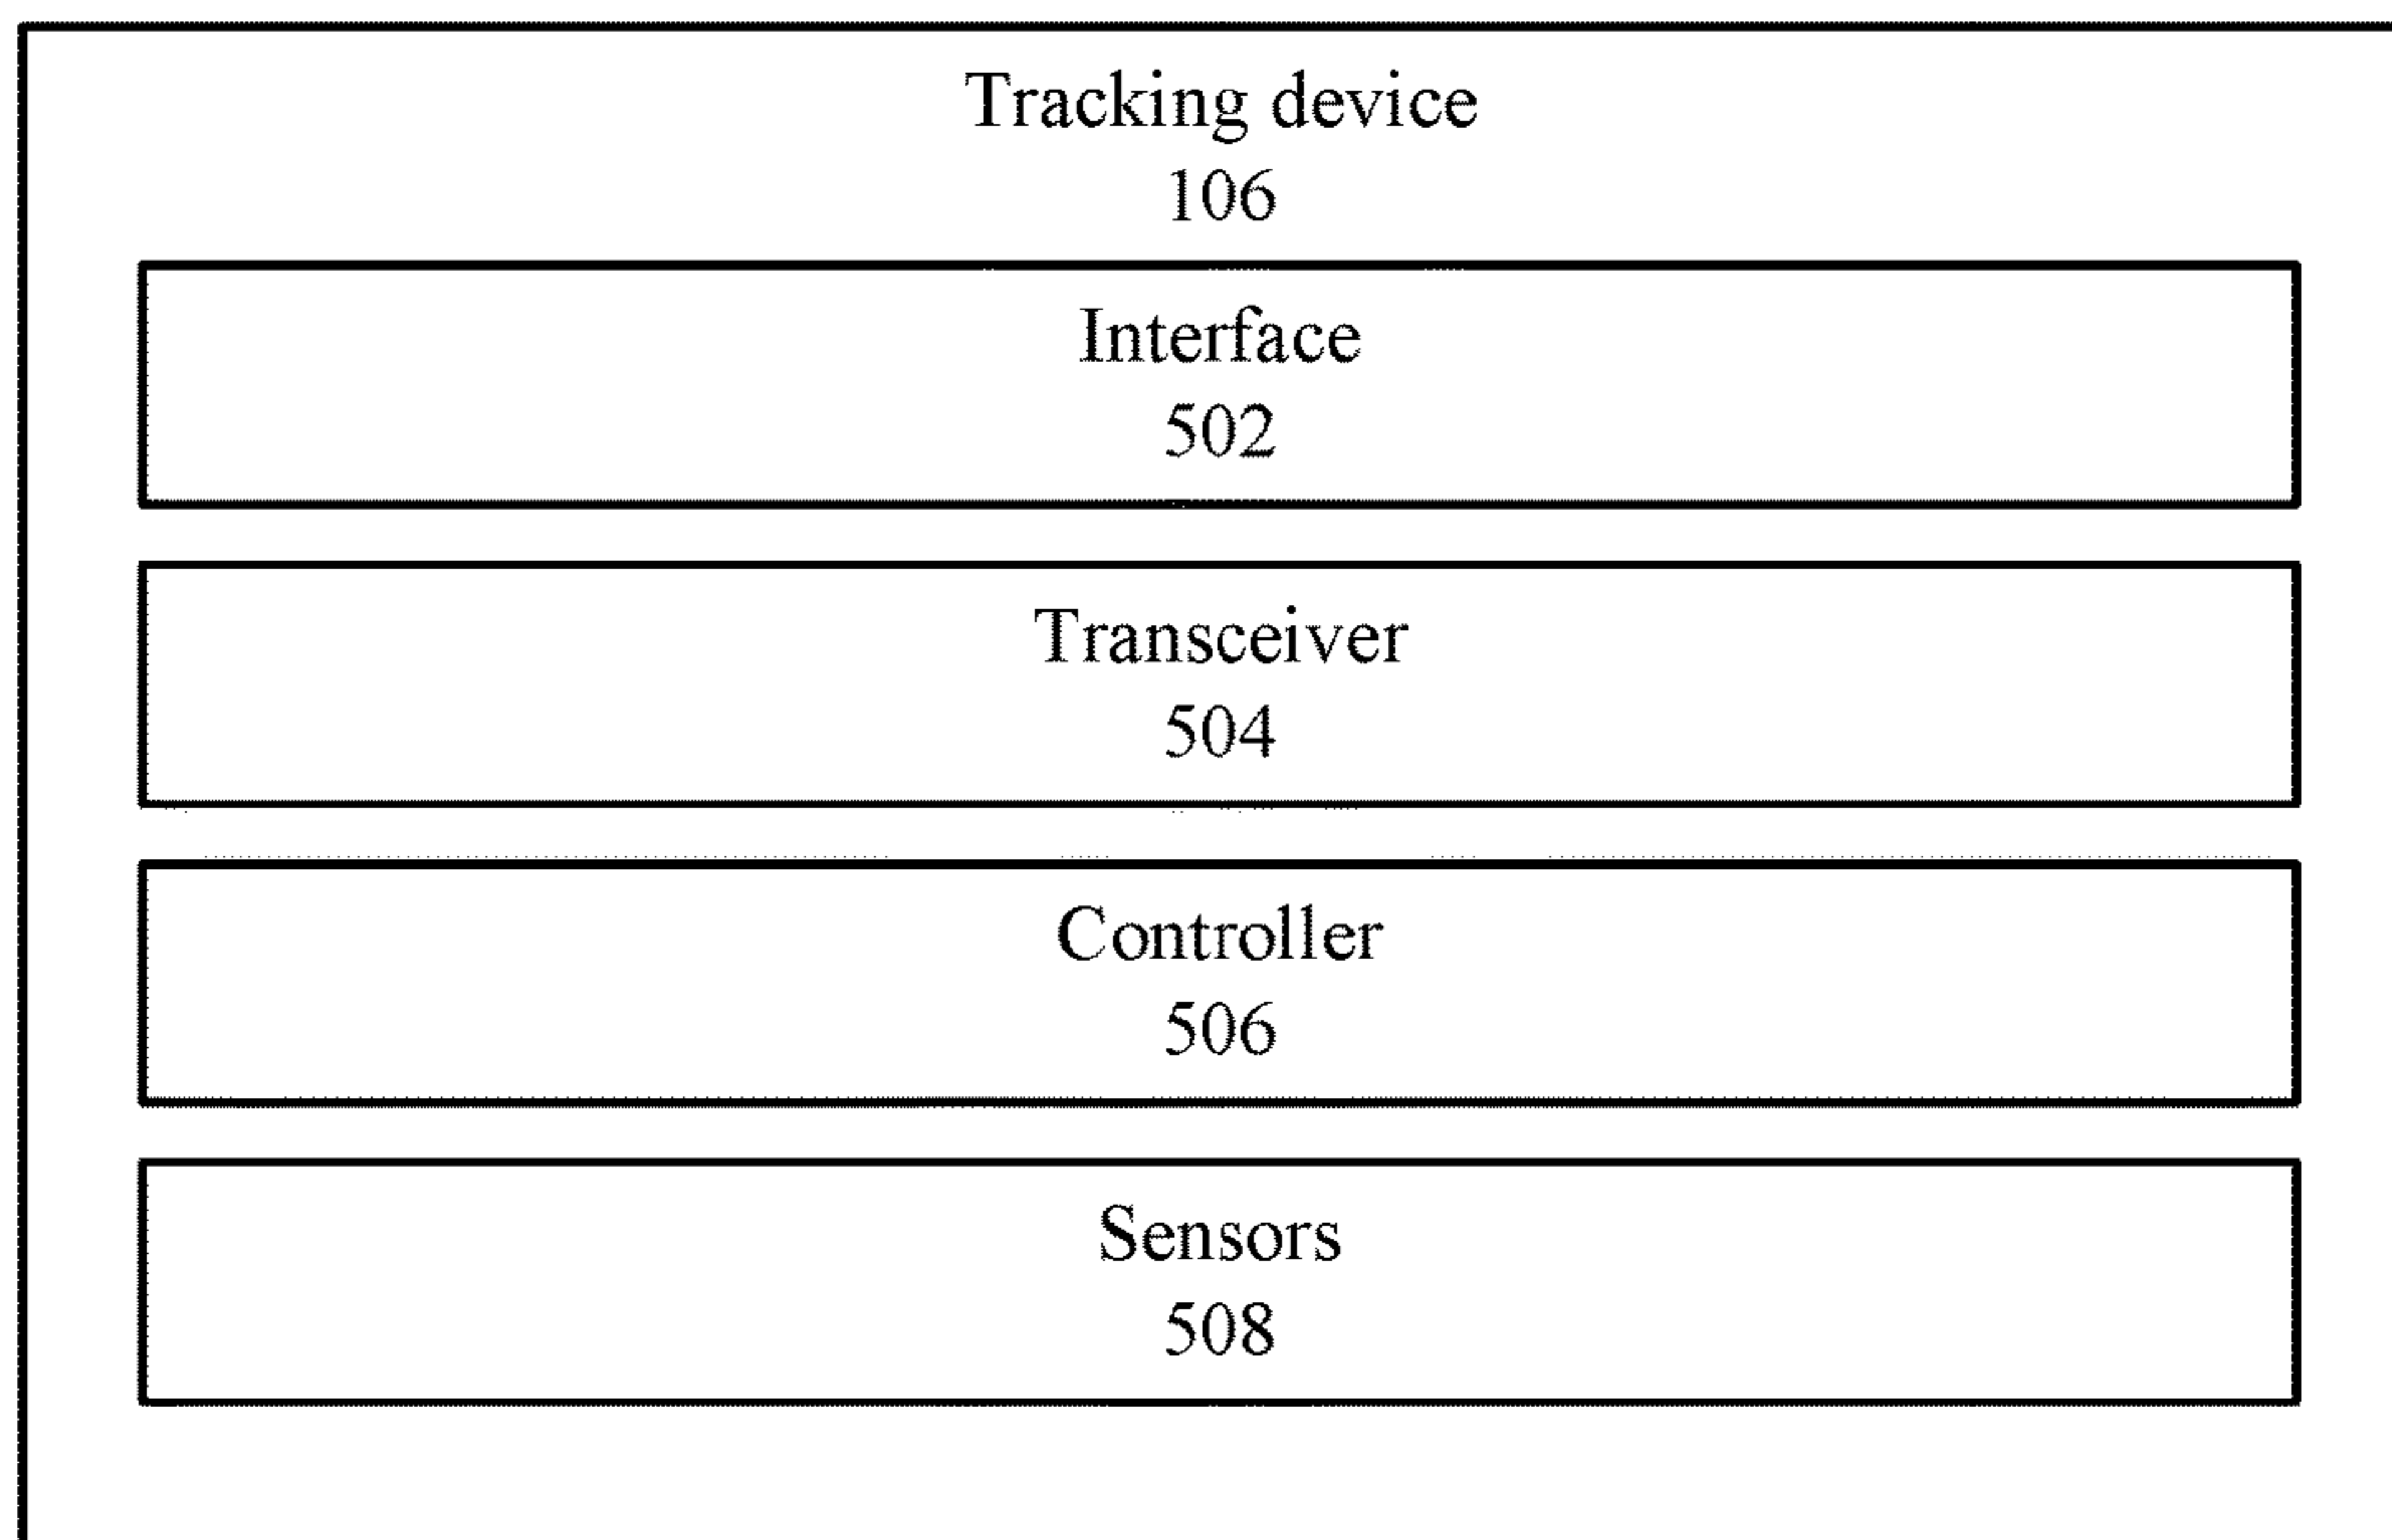 Tracking device
106
Interface
502
Transceiver
504
Controller
506
Sensors
508